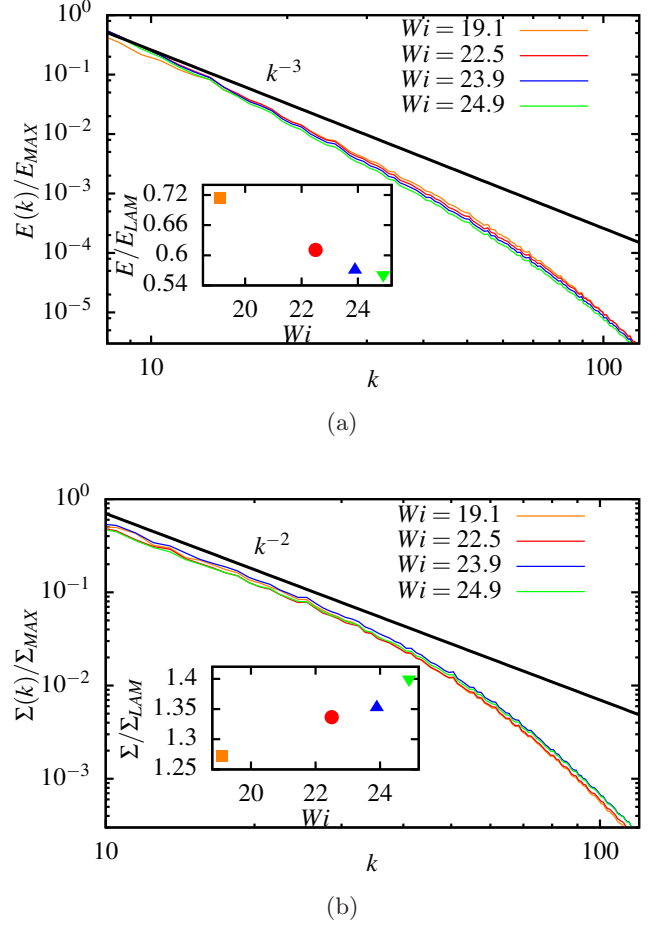 10^0
10^-1
10^-2
10^-3
10^-4
10^-5
E(k)/E_MAX
k^-3
Wi = 19.1
Wi = 22.5
Wi = 23.9
Wi = 24.9
0.72
0.66
0.6
0.54
E/E_LAM
20 22 24
Wi
10 100
k
(a)
10^0
10^-1
10^-2
10^-3
Σ(k)/Σ_MAX
k^-2
Wi = 19.1
Wi = 22.5
Wi = 23.9
Wi = 24.9
1.4
1.35
1.3
1.25
Σ/Σ_LAM
20 22 24
Wi
10 100
k
(b)